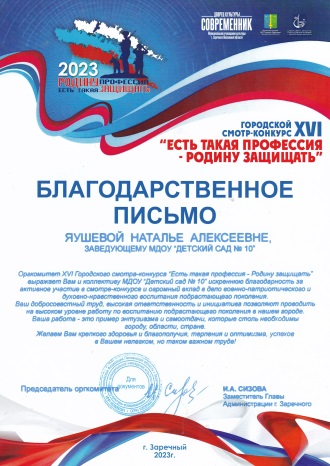 ДВОРЕЦ КУЛЬТУРЫ
СОВРЕМЕННИК
2023
РОДИНУ ПРОФЕССИЯ
ЕСТЬ ТАКАЯ ЗАЩИЩАТЬ
ГОРОДСКОЙ
СМОТР-КОНКУРС XVI
"ЕСТЬ ТАКАЯ ПРОФЕССИЯ
- РОДИНУ ЗАЩИЩАТЬ"
БЛАГОДАРСТВЕННОЕ
ПИСЬМО
ЯУШЕВОЙ НАТАЛЬЕ АЛЕКСЕЕВНЕ,
ЗАВЕДУЮЩЕМУ МДОУ "ДЕТСКИЙ САД № 10"
Оргкомитет XVI Городского смотра-конкурса "Есть такая профессия - Родину защищать"
выражает Вам и коллективу МДОУ "Детский сад № 10" искреннюю благодарность за
активное участие в смотре-конкурсе и огромный вклад в дело военно-патриотического и
духовно-нравственного воспитания подрастающего поколения.
Ваш добросовестный труд, высокая ответственность и инициатива позволяют проводить
на высоком уровне работу по воспитанию подрастающего поколения в нашем городе.
Ваша работа - это пример энтузиазма и самоотдачи, которые столь необходимы
городу, области, стране.
Желаем Вам крепкого здоровья и благополучия, терпения и оптимизма, успехов
в Вашем нелегком, но таком важном труде!
Председатель оргкомитета
Для
документов
И.А. СИЗОВА
Заместитель Главы
Администрации г. Заречного
г. Заречный
2023г.